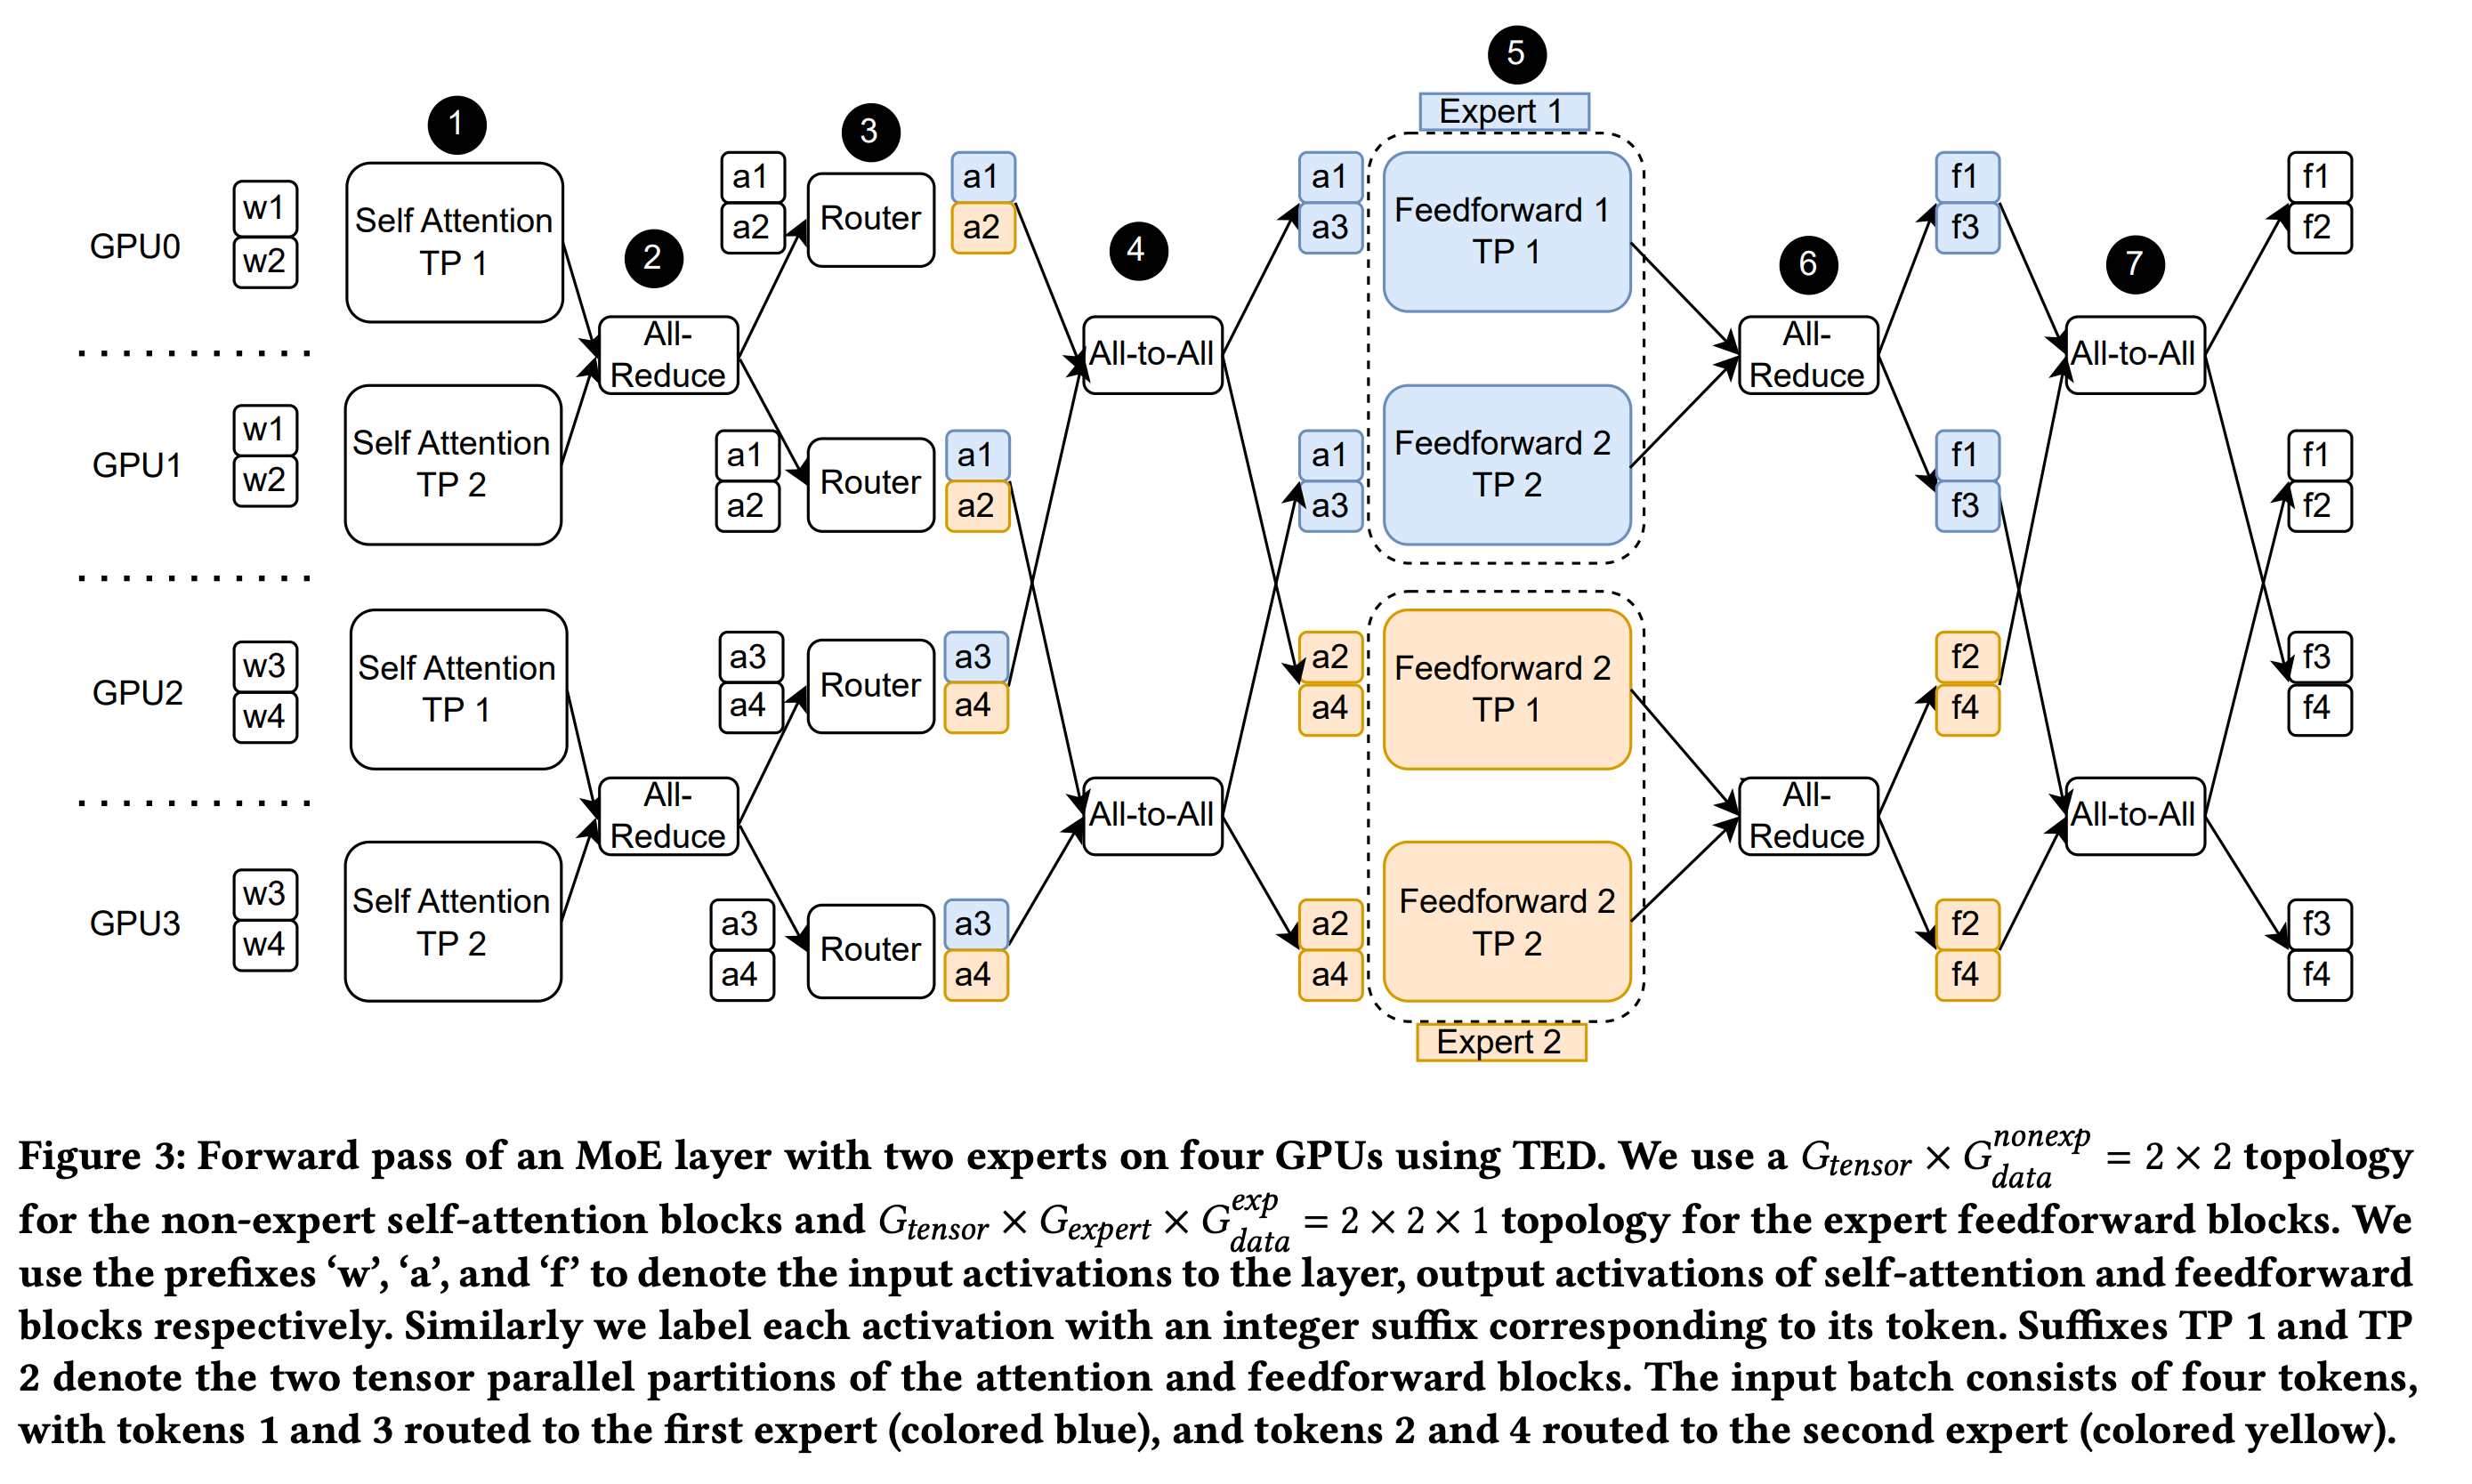 5
Expert 1
1
3
a1
a2
Router
a1
a2
a1
a3
Feedforward 1
TP 1
f1
f3
f1
f2
GPU0
w1
w2
Self Attention
TP 1
2
4
6
7
All-
Reduce
All-to-All
All-
Reduce
All-to-All
GPU1
w1
w2
Self Attention
TP 2
a1
a2
Router
a1
a2
a1
a3
Feedforward 2
TP 2
f1
f3
f1
f2
GPU2
w3
w4
Self Attention
TP 1
a3
a4
Router
a3
a4
a2
a4
Feedforward 2
TP 1
f2
f4
f3
f4
All-
Reduce
All-to-All
All-
Reduce
All-to-All
GPU3
w3
w4
Self Attention
TP 2
a3
a4
Router
a3
a4
a2
a4
Feedforward 2
TP 2
f2
f4
f3
f4
Expert 2
Figure 3: Forward pass of an MoE layer with two experts on four GPUs using TED. We use a G_{tensor} × G_{data}^{nonexp} = 2 × 2 topology
for the non-expert self-attention blocks and G_{tensor} × G_{expert} × G_{data}^{exp} = 2 × 2 × 1 topology for the expert feedforward blocks. We
use the prefixes ‘w’, ‘a’, and ‘f’ to denote the input activations to the layer, output activations of self-attention and feedforward
blocks respectively. Similarly we label each activation with an integer suffix corresponding to its token. Suffixes TP 1 and TP
2 denote the two tensor parallel partitions of the attention and feedforward blocks. The input batch consists of four tokens,
with tokens 1 and 3 routed to the first expert (colored blue), and tokens 2 and 4 routed to the second expert (colored yellow).